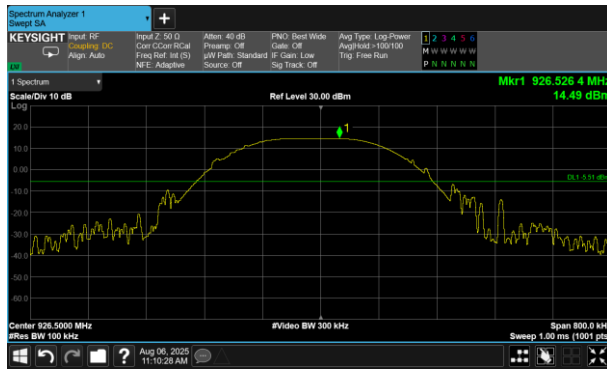 Spectrum Analyzer 1
Swept SA
KEYSIGHT
Input: RF
Coupling: DC
Align: Auto
Input Z: 50 Ω
Corr CCorr RCal
Freq Ref: Int (S)
NFE: Adaptive
Atten: 40 dB
Preamp: Off
µW Path: Standard
Source: Off
PNO: Best Wide
Gate: Off
IF Gain: Low
Sig Track: Off
Avg Type: Log-Power
Avg|Hold:>100/100
Trig: Free Run
1 2 3 4 5 6
M W W W W W
P N N N N N
1 Spectrum
Mkr1 926.526 4 MHz
Scale/Div 10 dB
Ref Level 30.00 dBm
14.49 dBm
Log
1
20.0
10.0
0.00
DL1 -5.51 dBm
-10.0
-20.0
-30.0
-40.0
-50.0
-60.0
Center 926.5000 MHz
#Video BW 300 kHz
Span 800.0 kH
#Res BW 100 kHz
Sweep 1.00 ms (1001 pts
?
Aug 06, 2025
11:10:28 AM